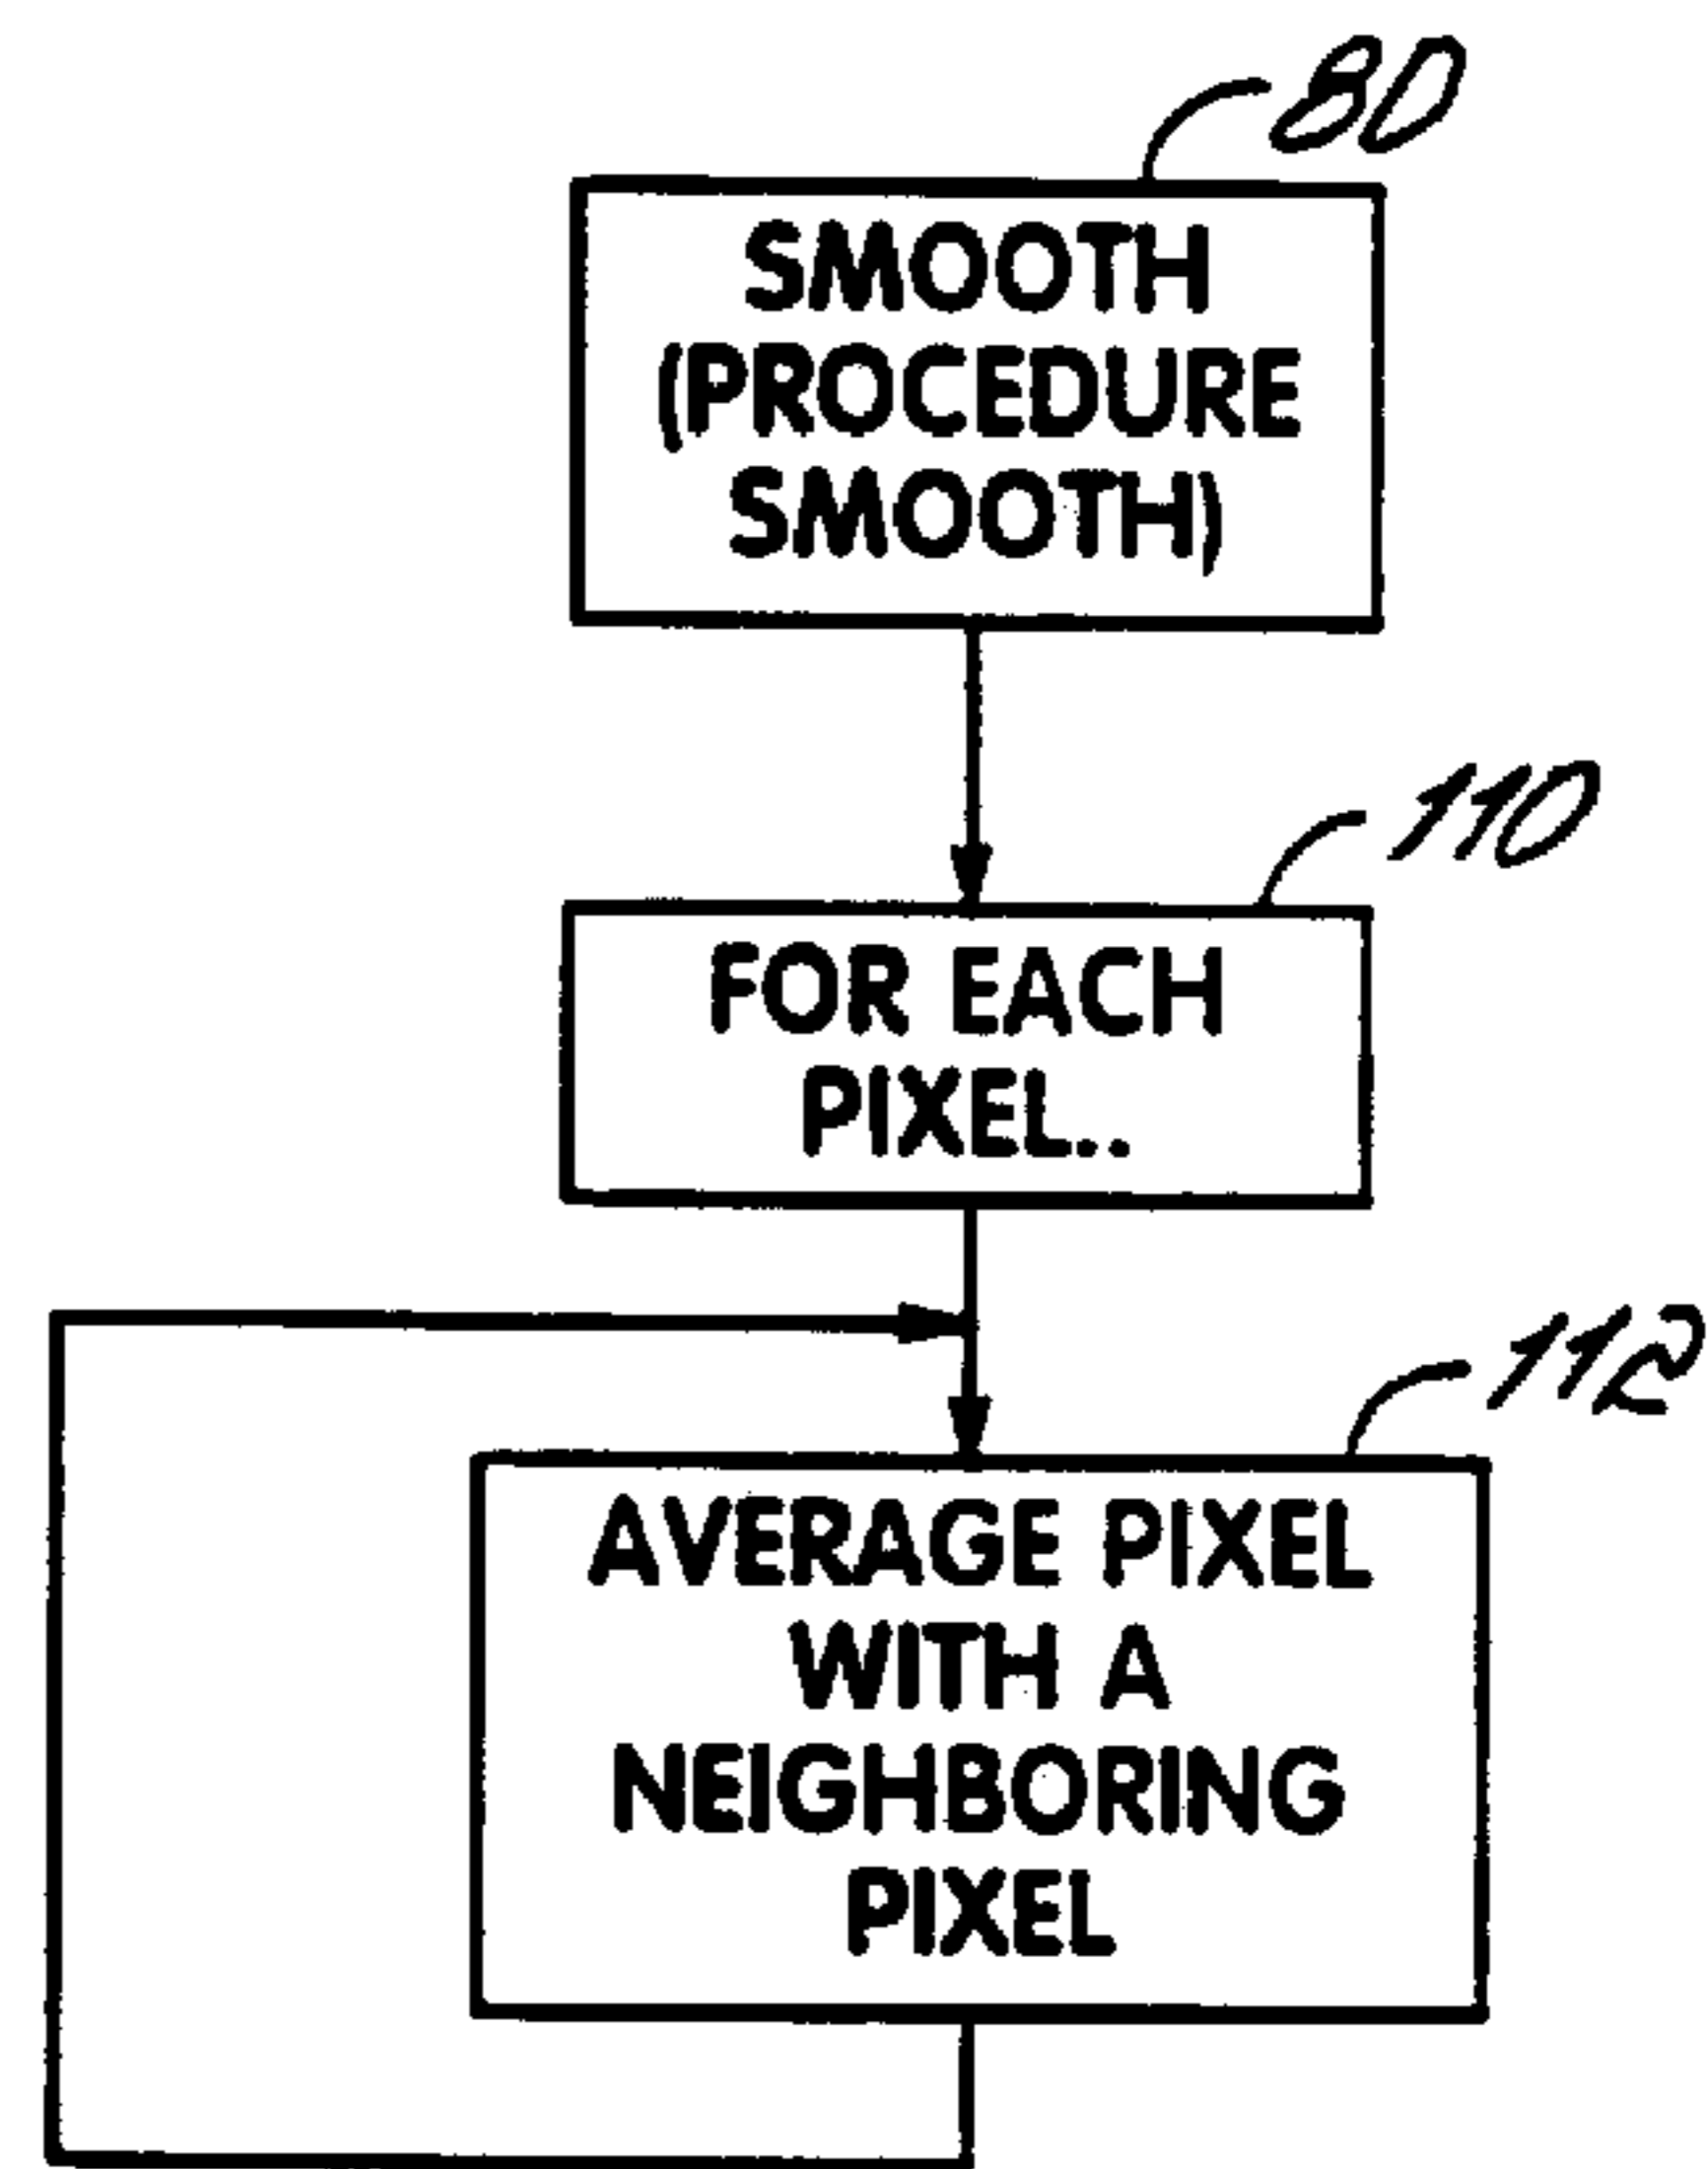 80
SMOOTH
(PROCEDURE
SMOOTH)
110
FOR EACH
PIXEL..
112
AVERAGE PIXEL
WITH A
NEIGHBORING
PIXEL